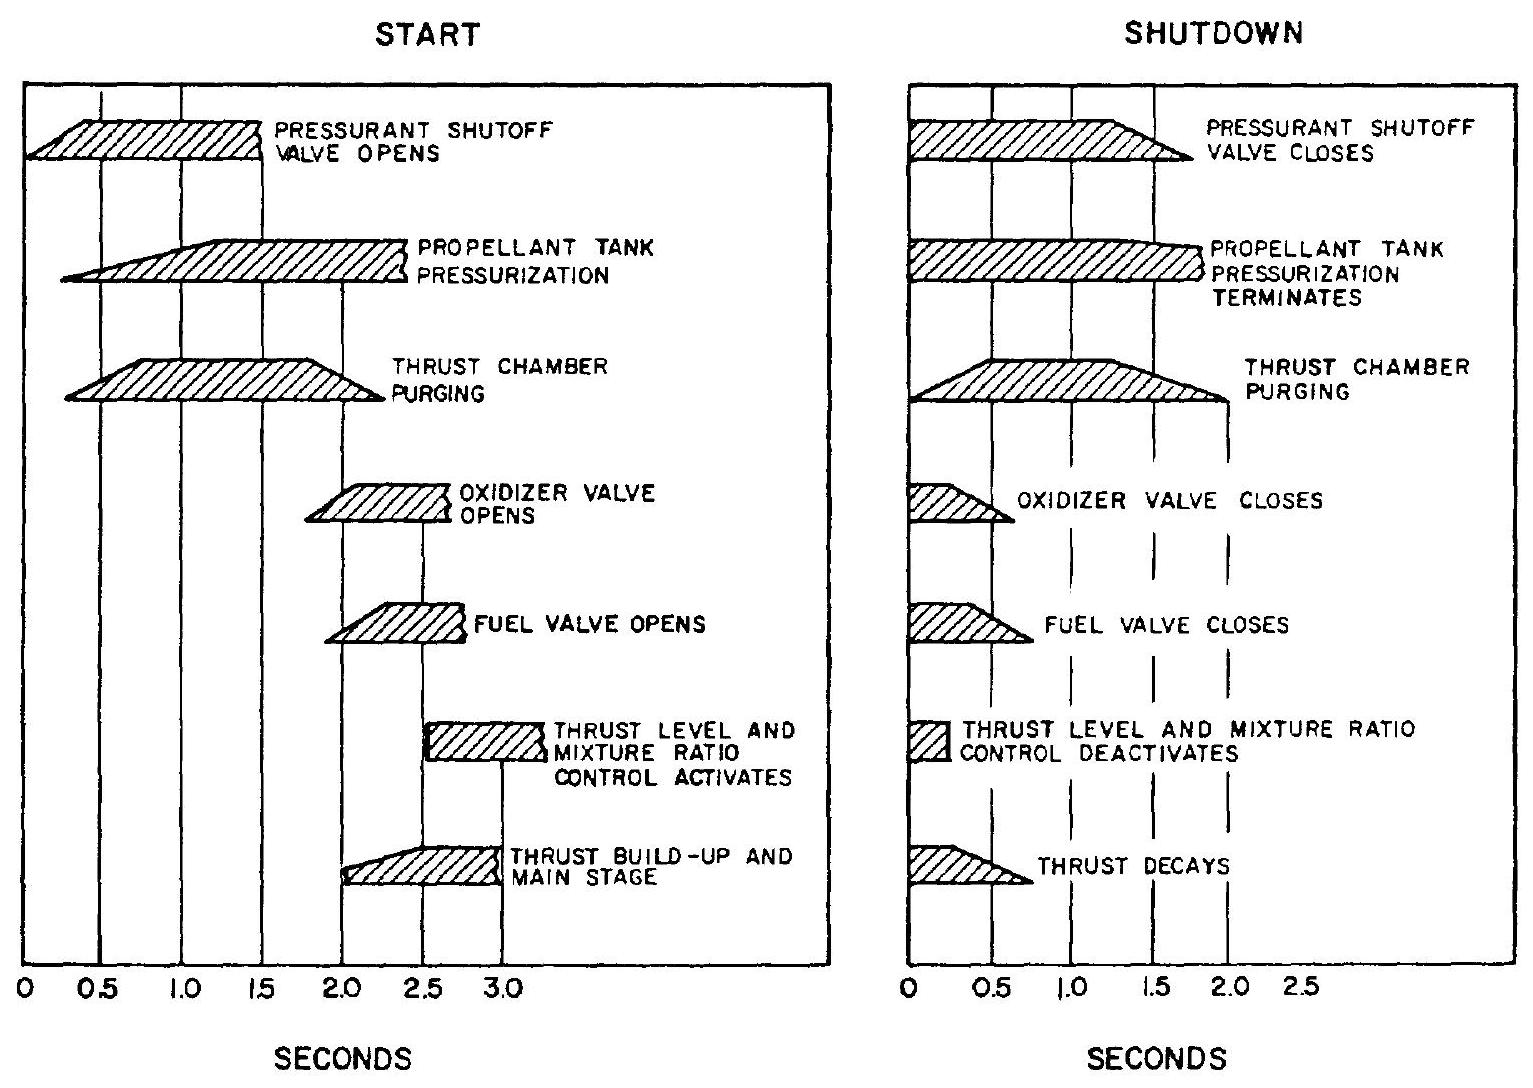 START
PRESSURANT SHUTOFF
VALVE OPENS
PROPELLANT TANK
PRESSURIZATION
THRUST CHAMBER
PURGING
OXIDIZER VALVE
OPENS
FUEL VALVE OPENS
THRUST LEVEL AND
MIXTURE RATIO
CONTROL ACTIVATES
THRUST BUILD-UP AND
MAIN STAGE
0 0.5 1.0 1.5 2.0 2.5 3.0
SECONDS
SHUTDOWN
PRESSURANT SHUTOFF
VALVE CLOSES
PROPELLANT TANK
PRESSURIZATION
TERMINATES
THRUST CHAMBER
PURGING
OXIDIZER VALVE CLOSES
FUEL VALVE CLOSES
THRUST LEVEL AND MIXTURE RATIO
CONTROL DEACTIVATES
THRUST DECAYS
0 0.5 1.0 1.5 2.0 2.5
SECONDS